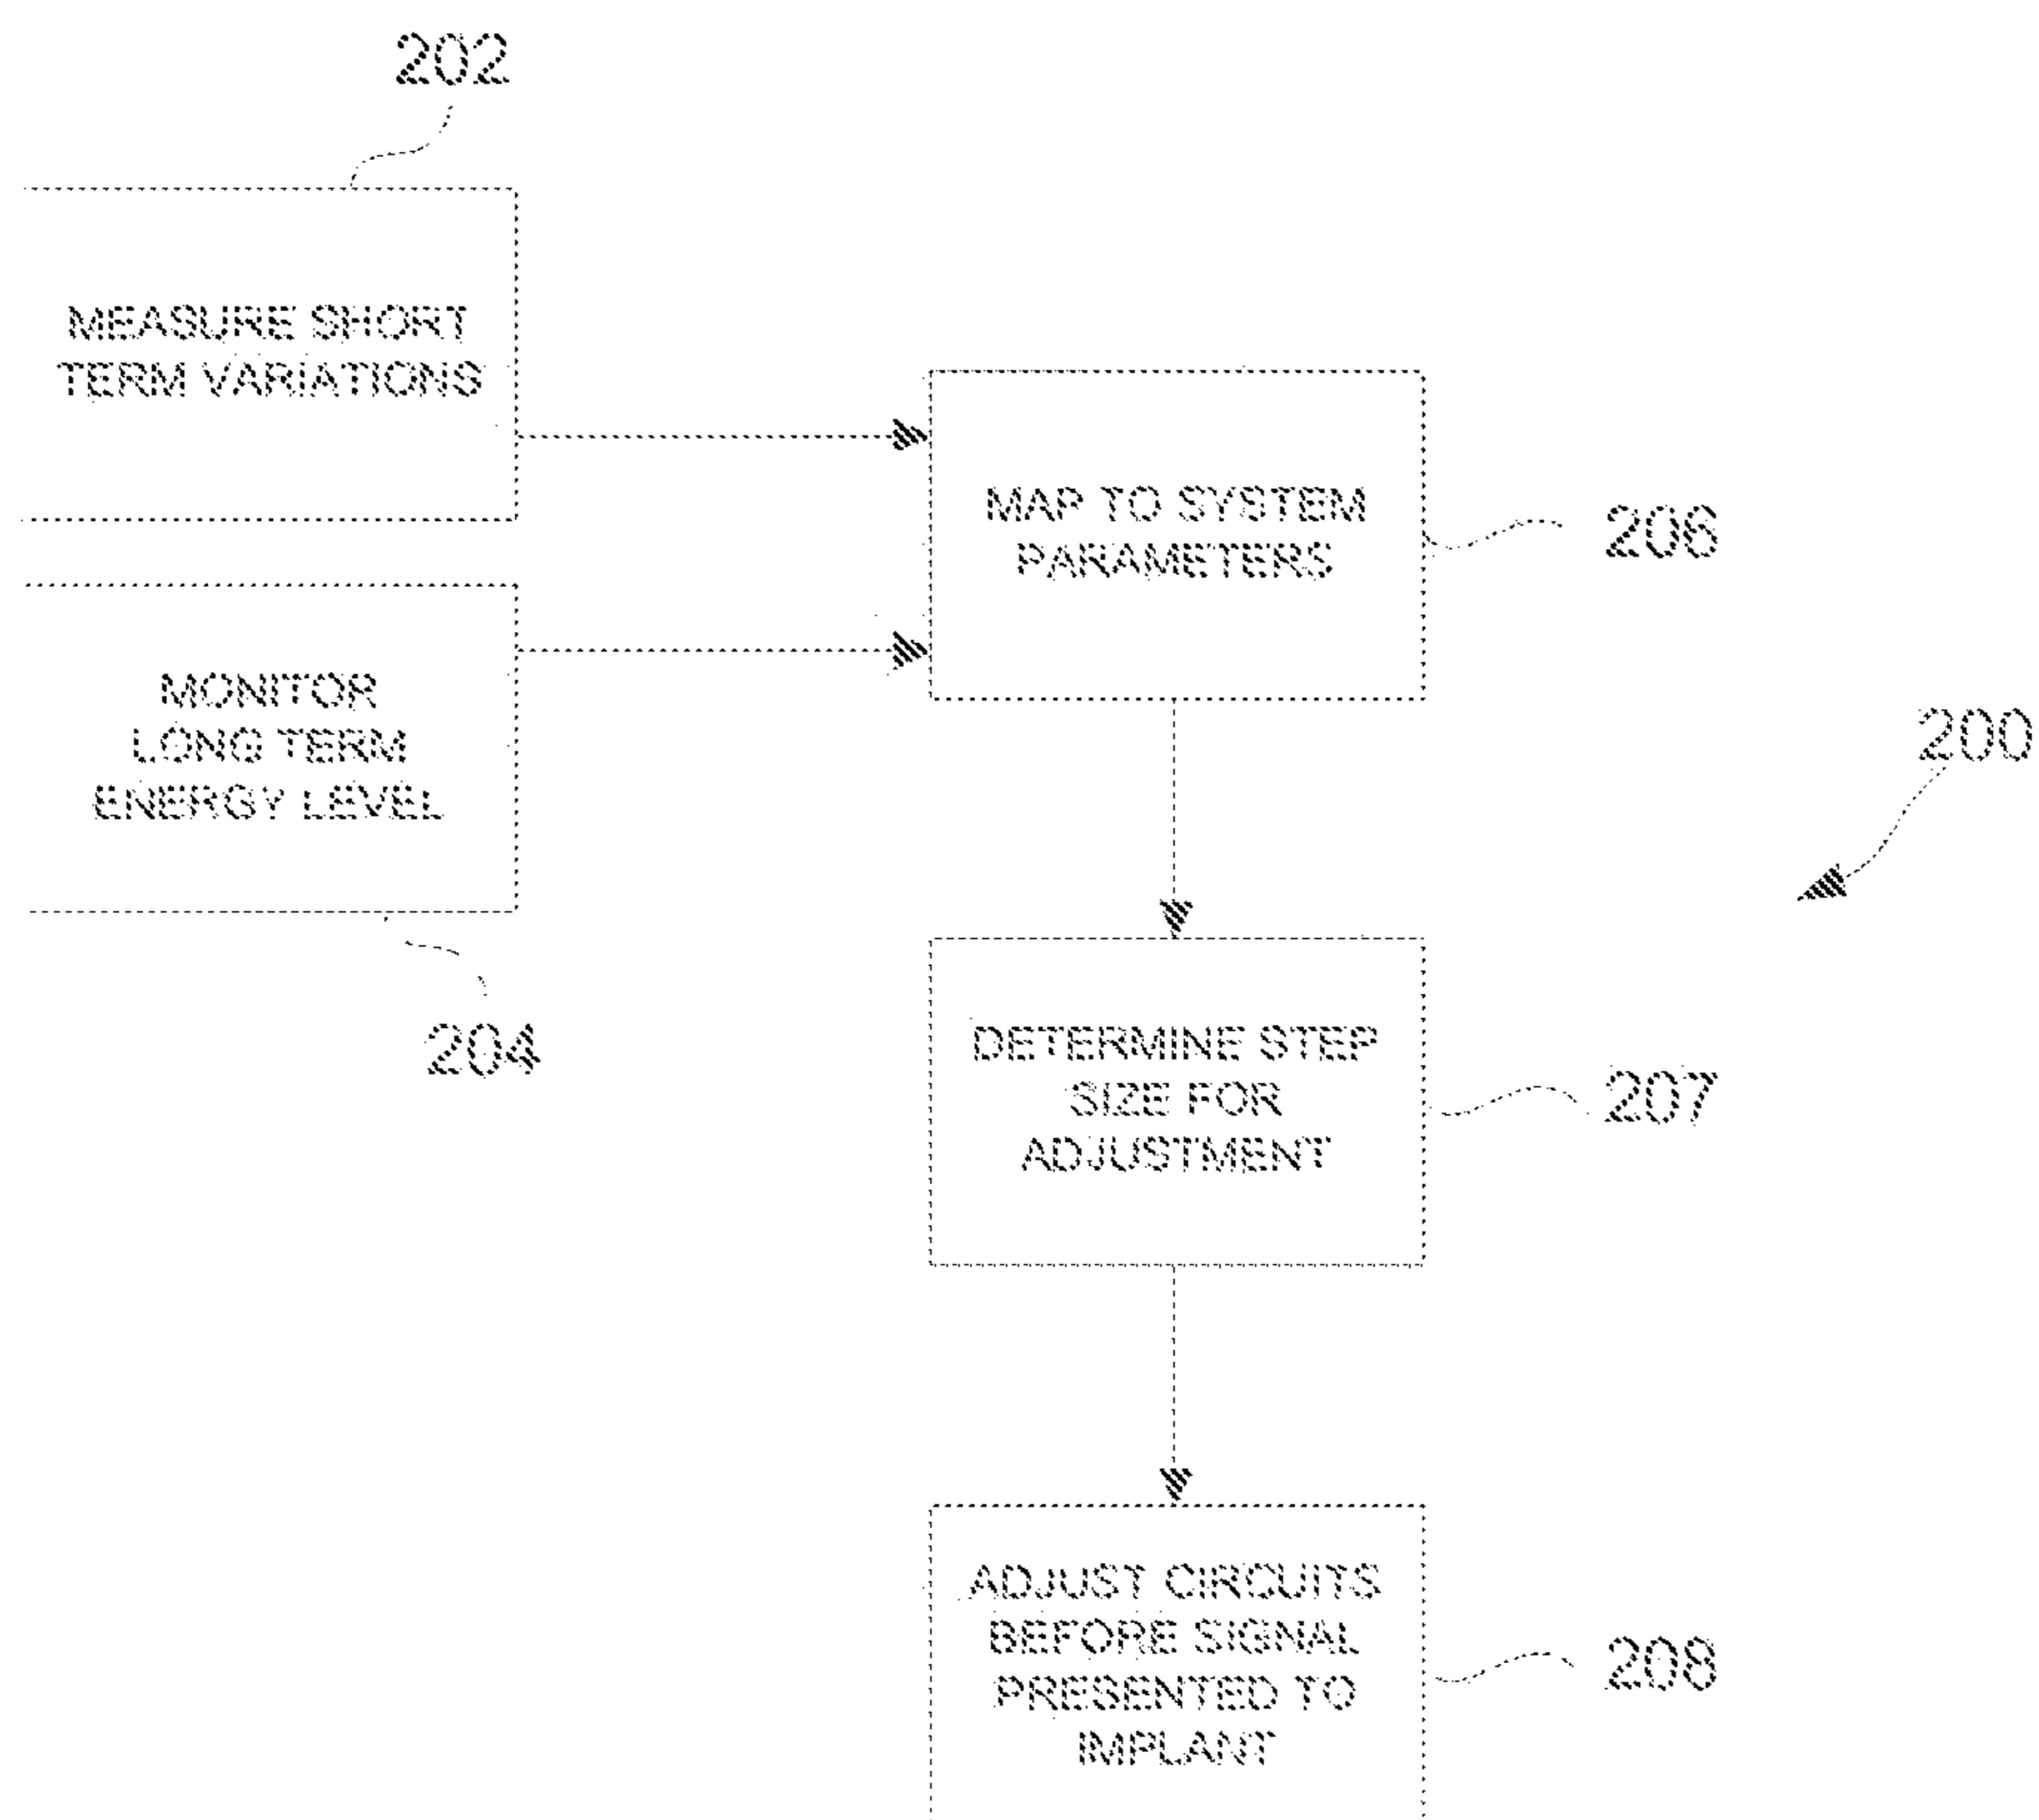 202
MEASURE SHORT
TERM VARIATIONS
MAP TO SYSTEM
PARAMETERS
206
MONITOR
LONG TERM
ENERGY LEVEL
200
204
DETERMINE STEP
SIZE FOR
ADJUSTMENT
207
ADJUST CIRCUITS
BEFORE SIGNAL
PRESENTED TO
IMPLANT
208